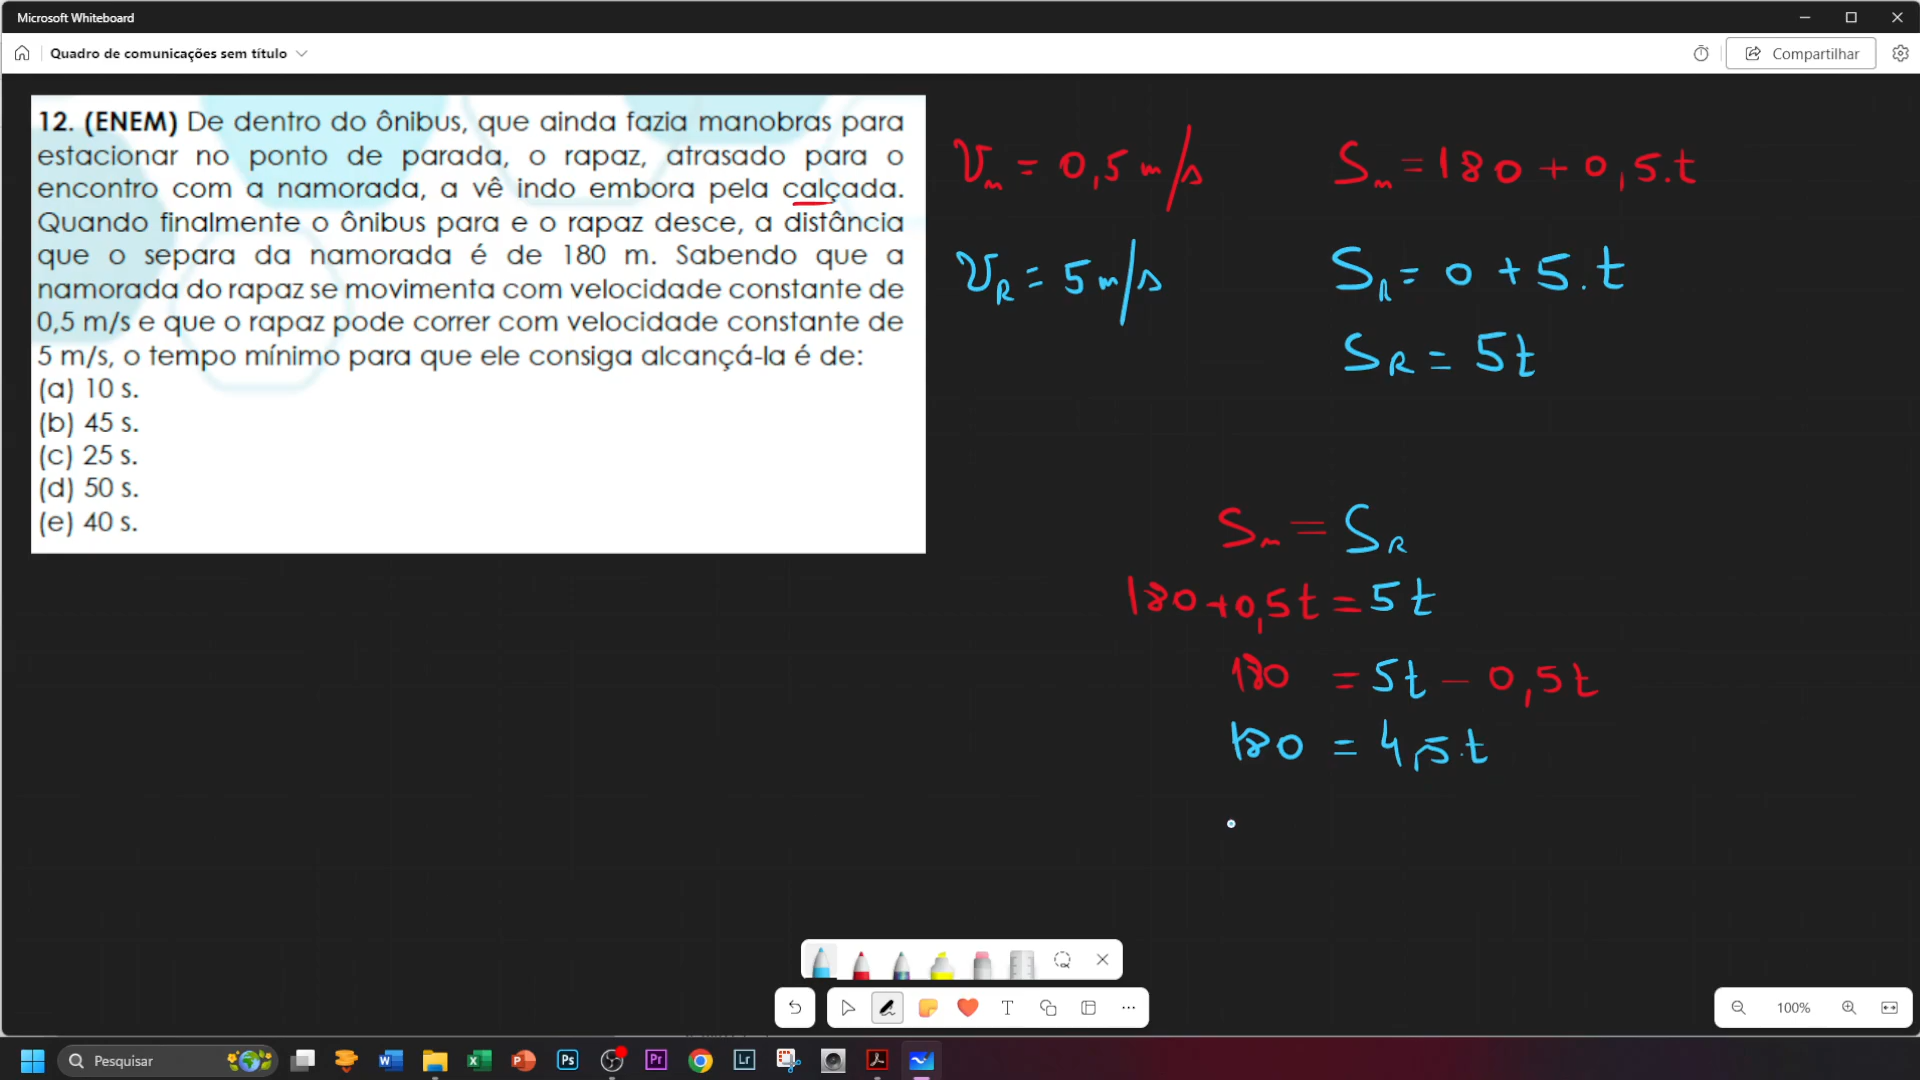 Microsoft Whiteboard
Quadro de comunicações sem título
Compartilhar
12. (ENEM) De dentro do ônibus, que ainda fazia manobras para
estacionar no ponto de parada, o rapaz, atrasado para o
encontro com a namorada, a vê indo embora pela calçada.
Quando finalmente o ônibus para e o rapaz desce, a distância
que o separa da namorada é de 180 m. Sabendo que a
namorada do rapaz se movimenta com velocidade constante de
0,5 m/s e que o rapaz pode correr com velocidade constante de
5 m/s, o tempo mínimo para que ele consiga alcançá-la é de:
(a) 10 s.
(b) 45 s.
(c) 25 s.
(d) 50 s.
(e) 40 s.
Vm = 0,5 m/s
VR = 5 m/s
Sm = 180 + 0,5.t
SR = 0 + 5.t
SR = 5t
Sm = SR
180+0,5t = 5t
180 = 5t - 0,5t
180 = 4,5.t
100%
Pesquisar